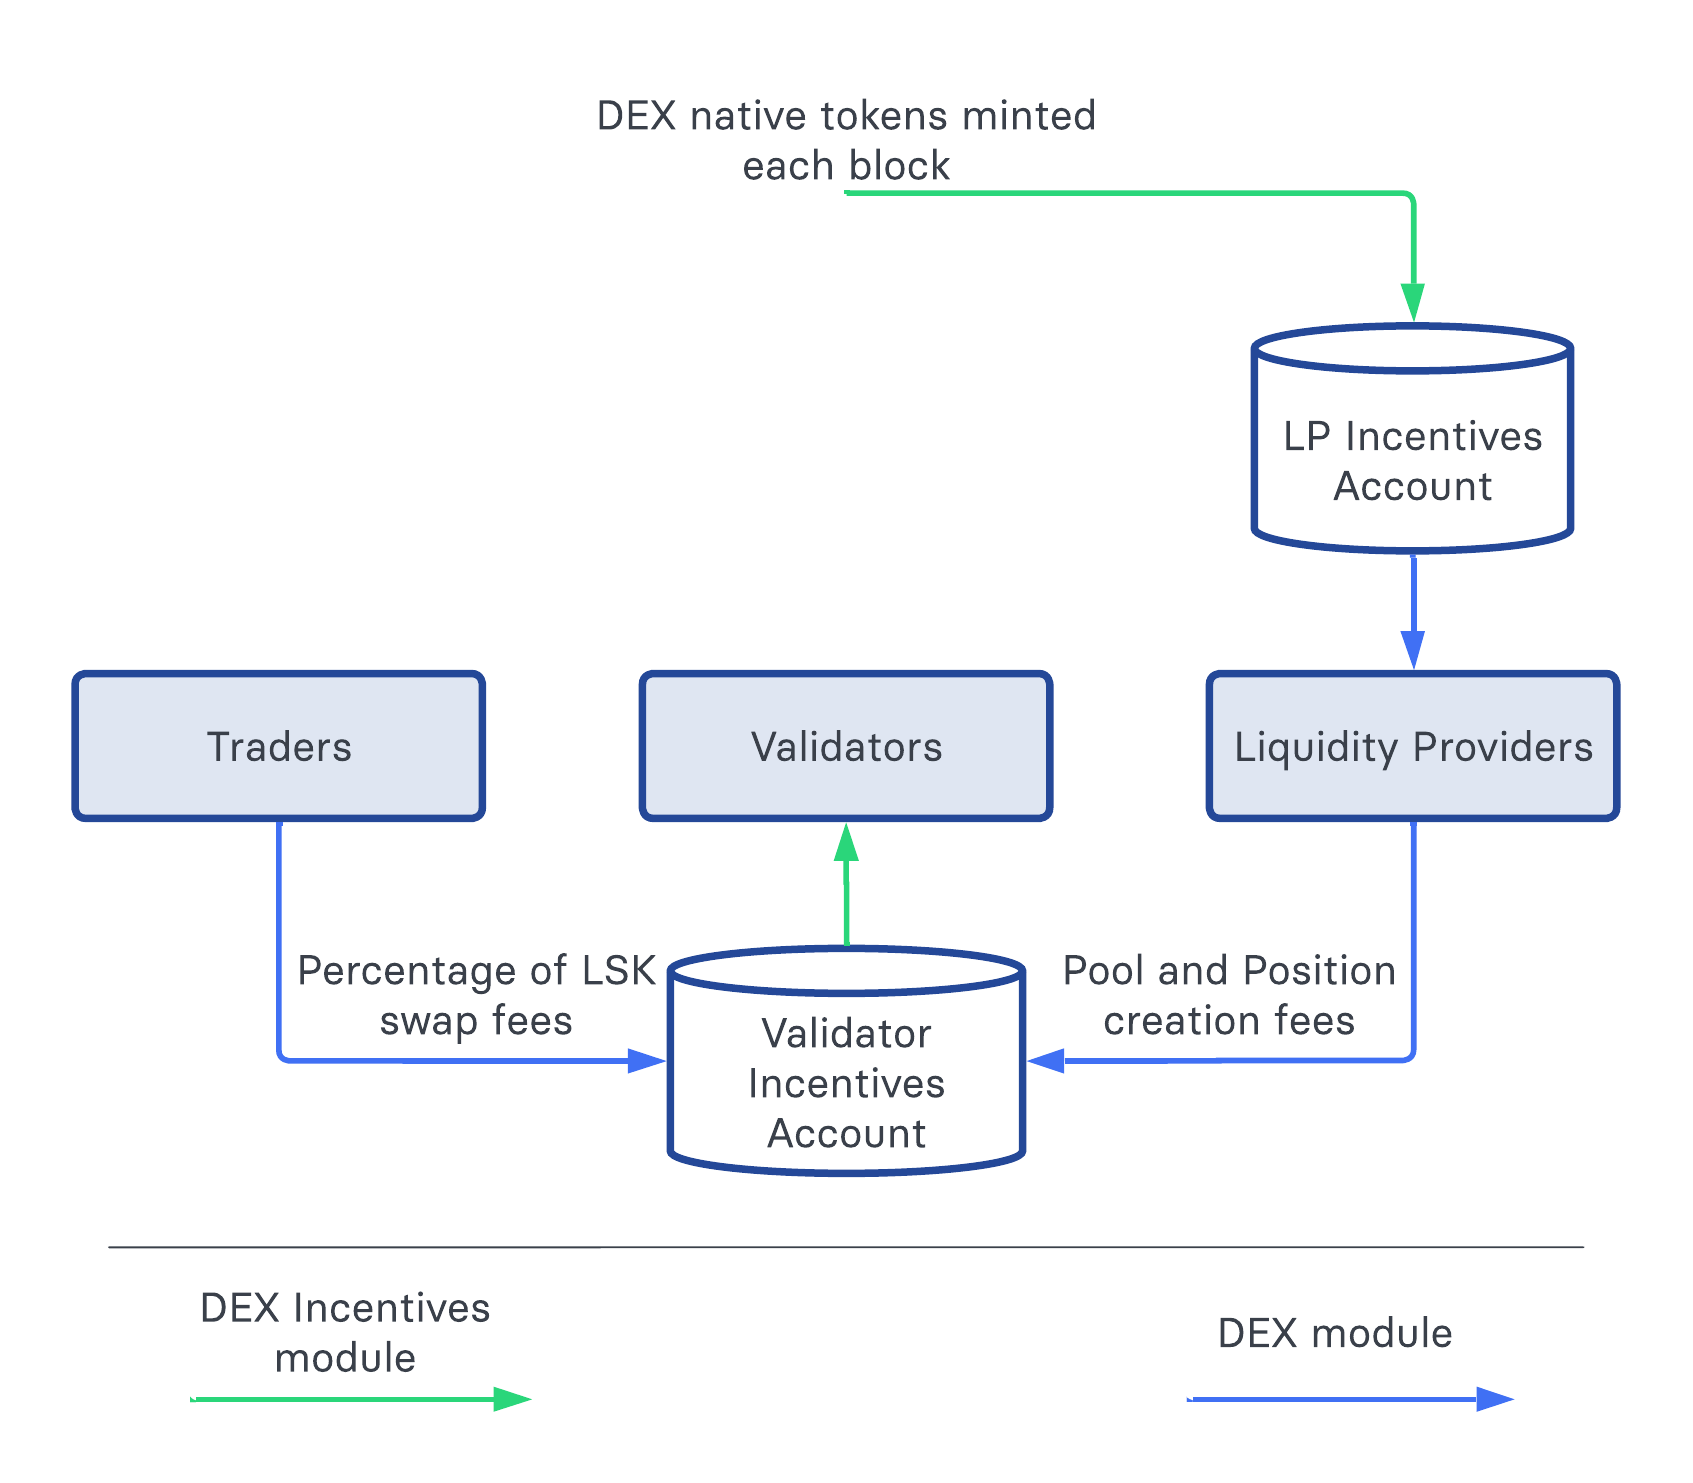 DEX native tokens minted
each block
LP Incentives
Account
Traders
Validators
Liquidity Providers
Percentage of LSK
swap fees
Pool and Position
creation fees
Validator
Incentives
Account
DEX Incentives
module
DEX module